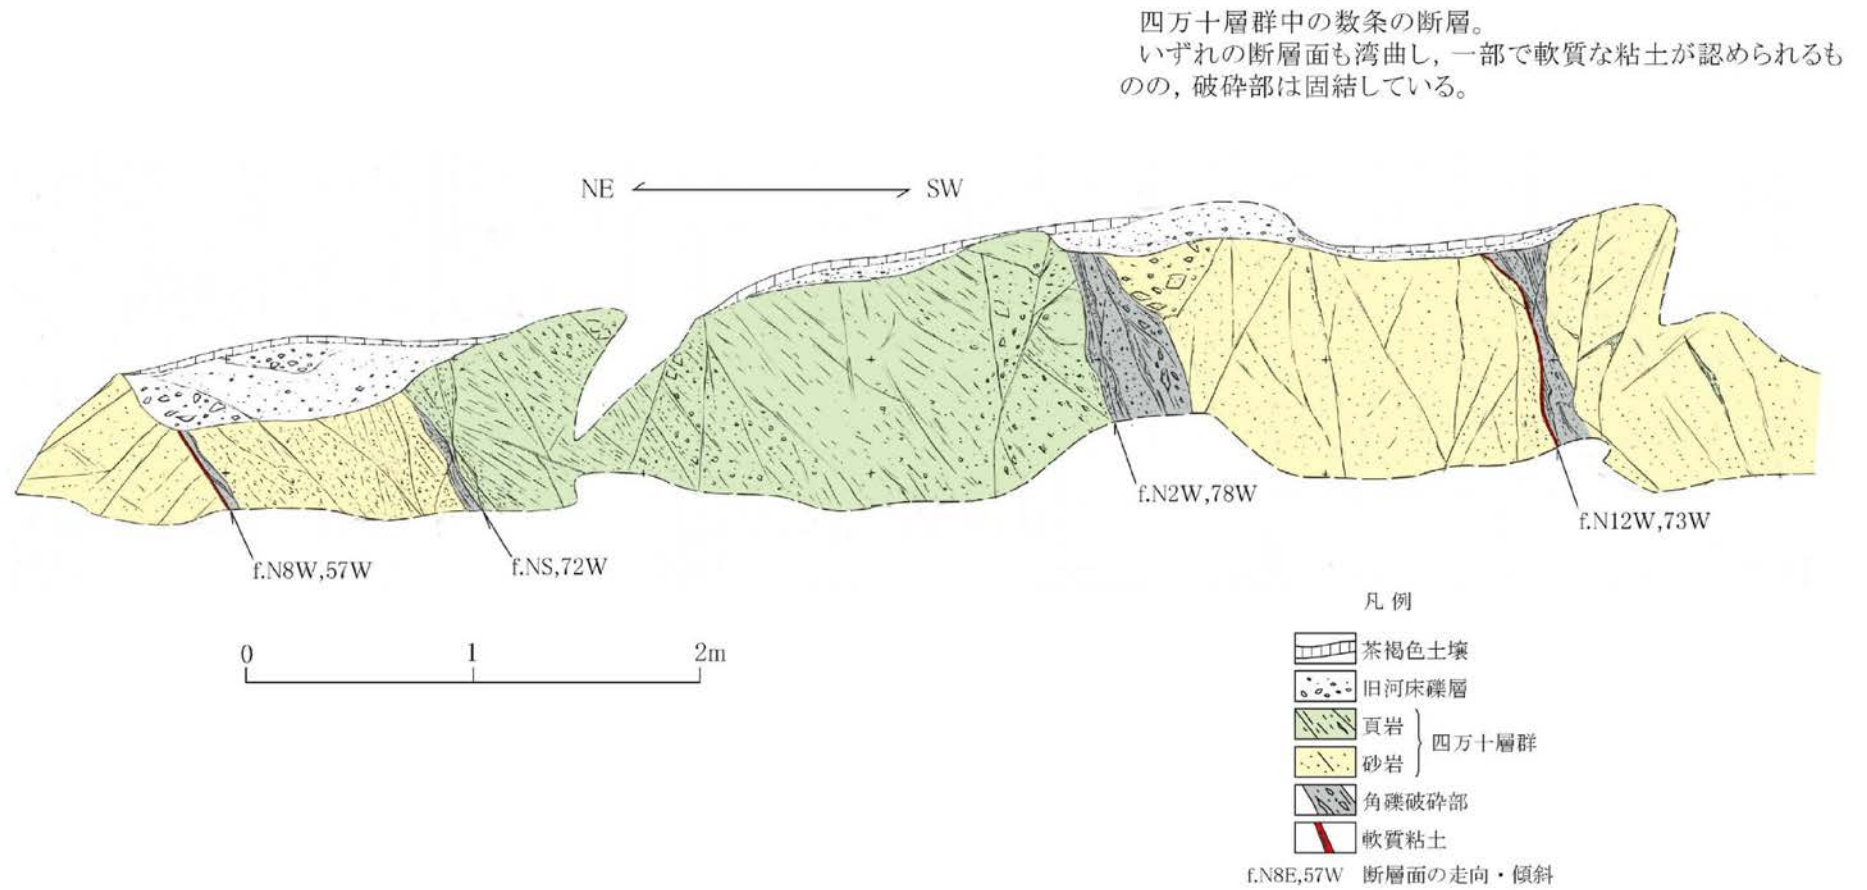 四万十層群中の数条の断層。
いずれの断層面も湾曲し，一部で軟質な粘土が認められるも
のの，破砕部は固結している。
NE
SW
f.N8W,57W
f.NS,72W
f.N2W,78W
f.N12W,73W
0 1 2m
凡 例
茶褐色土壌
旧河床礫層
頁岩
砂岩
四万十層群
角礫破砕部
軟質粘土
f.N8E,57W 断層面の走向・傾斜